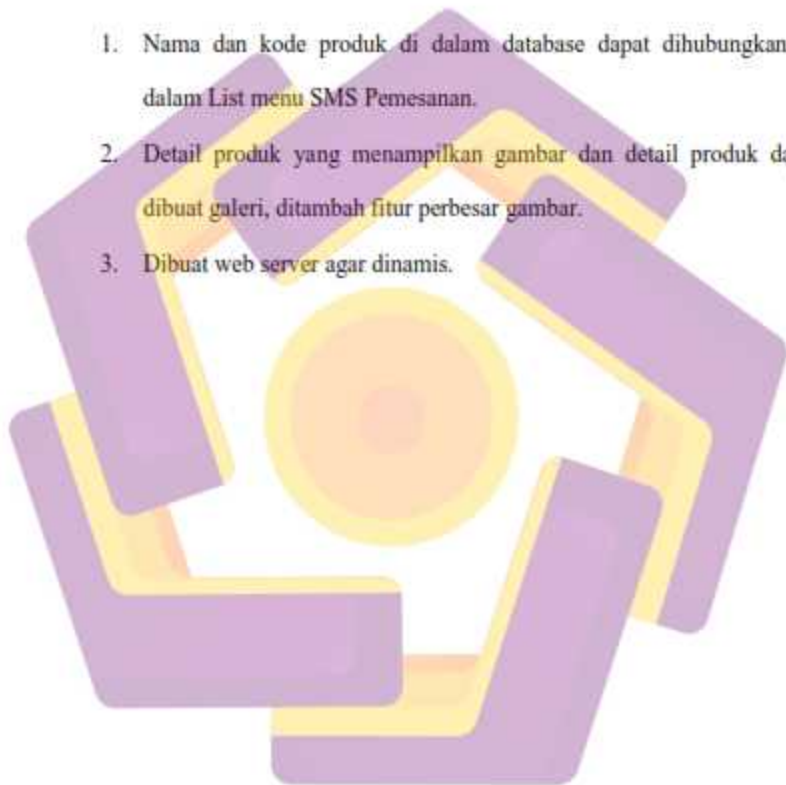 1. Nama dan kode produk di dalam database dapat dihubungkan
dalam List menu SMS Pemesanan.
2. Detail produk yang menampilkan gambar dan detail produk
dibuat galeri, ditambah fitur perbesar gambar.
3. Dibuat web server agar dinamis.